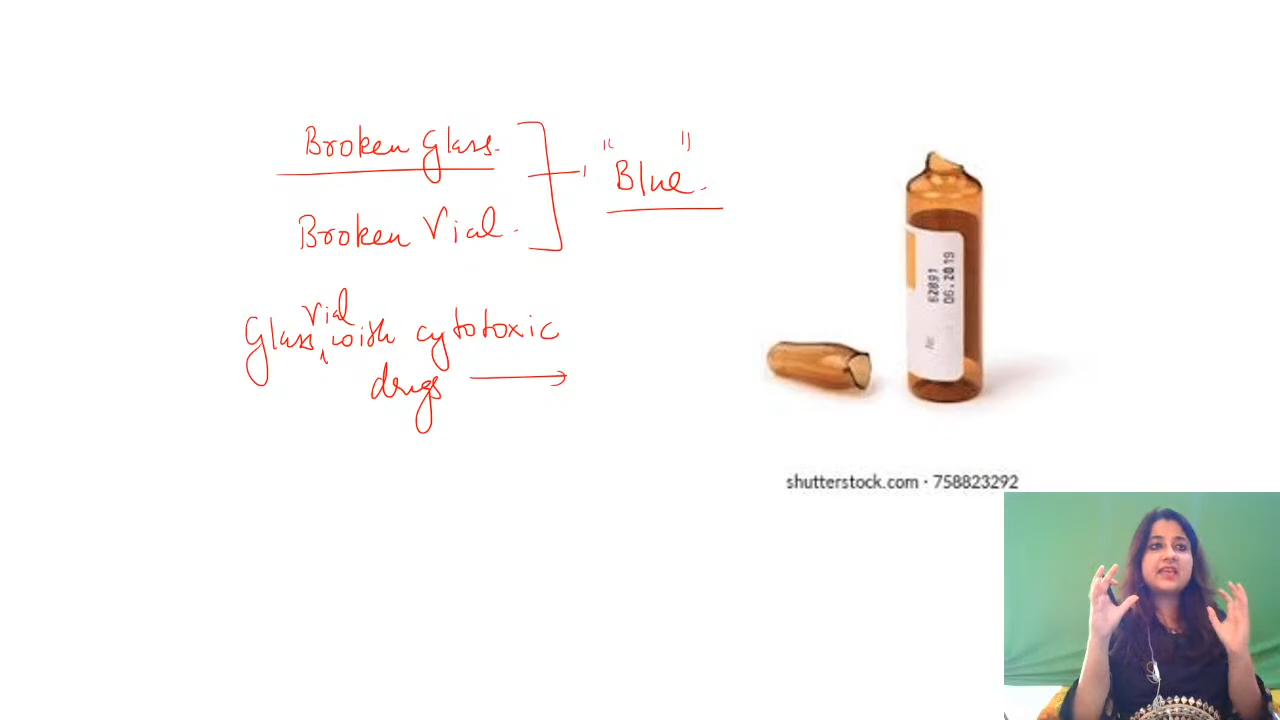 Broken Glass.
Broken Vial.
"Blue."
Glass vial with cytotoxic
drugs →
62891
06.2019
shutterstock.com · 758823292